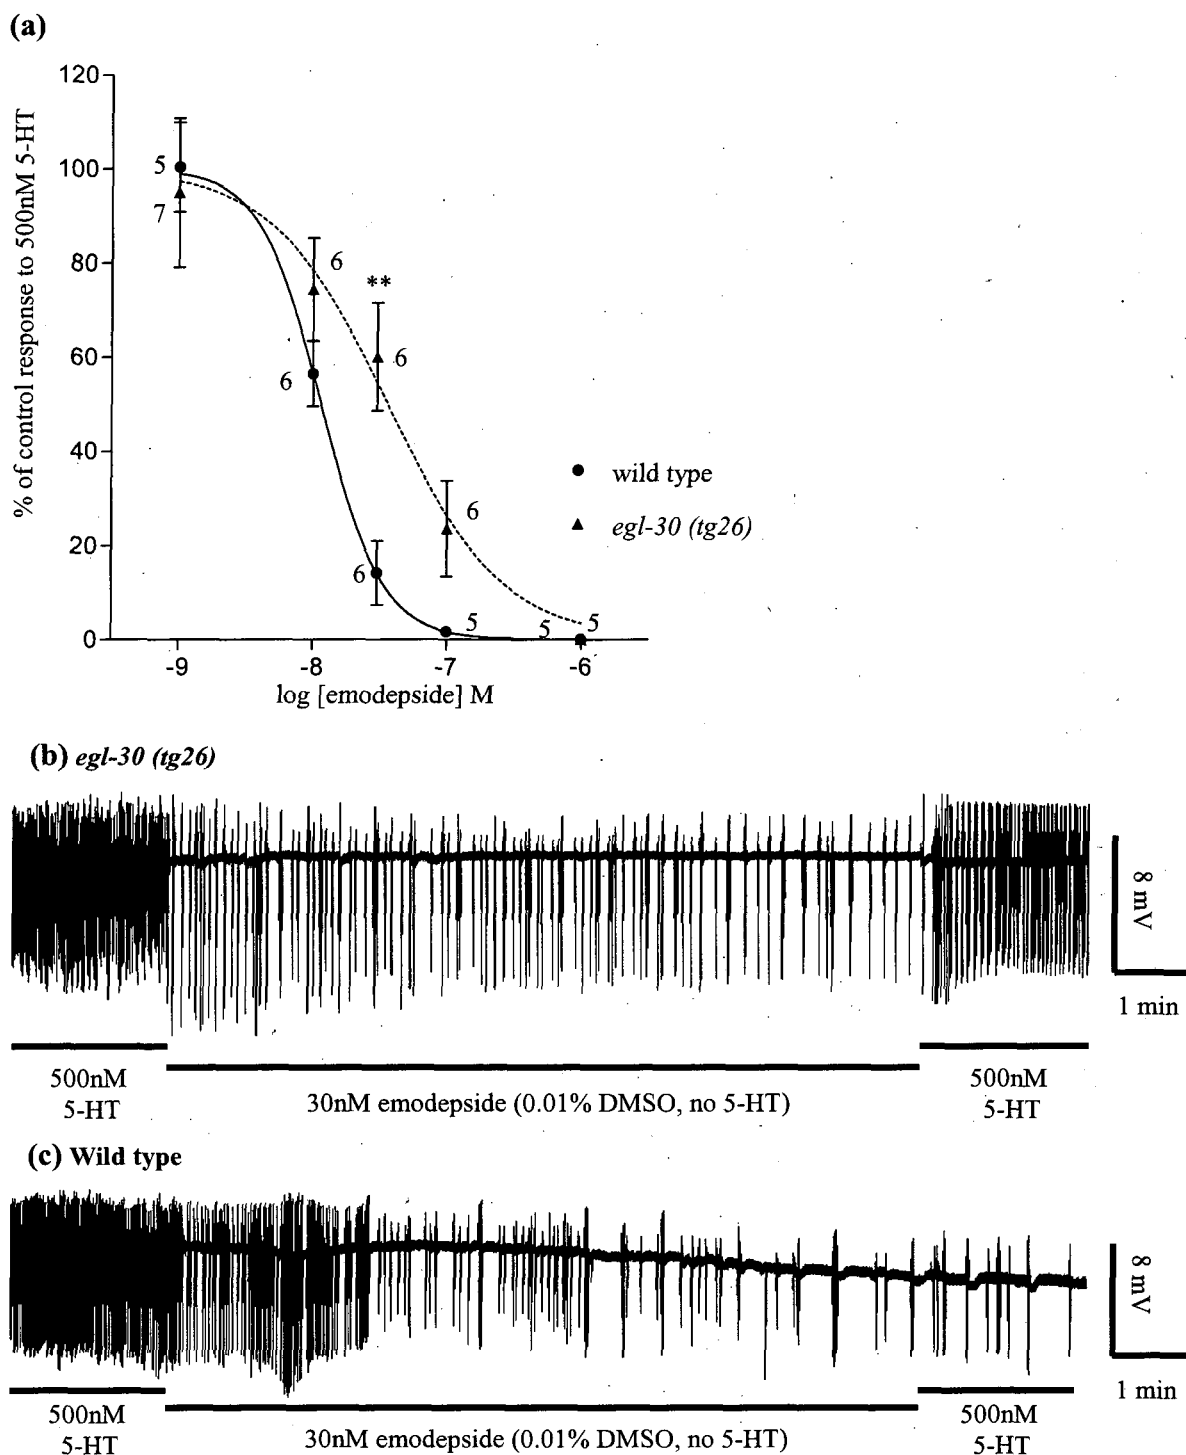 (a)
120
100
80
60
40
20
0
% of control response to 500nM 5-HT
5
7
6
6
**
6
6
6
5
5
5
wild type
egl-30 (tg26)
-9
-8
-7
-6
log [emodepside] M
(b) egl-30 (tg26)
8 mV
1 min
500nM
5-HT
30nM emodepside (0.01% DMSO, no 5-HT)
500nM
5-HT
(c) Wild type
8 mV
1 min
500nM
5-HT
30nM emodepside (0.01% DMSO, no 5-HT)
500nM
5-HT